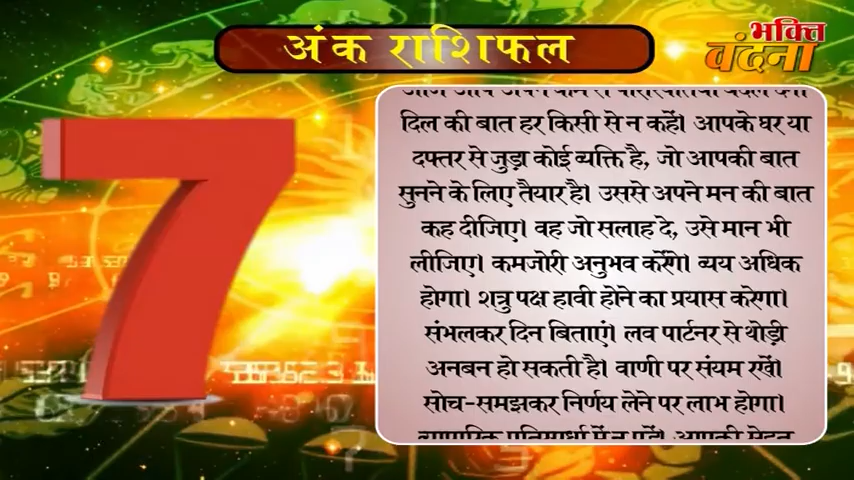 अंक राशिफल
भक्ति
वंदना
7
दिल की बात हर किसी से न कहें। आपके घर या
दफ्तर से जुड़ा कोई व्यक्ति है, जो आपकी बात
सुनने के लिए तैयार है। उससे अपने मन की बात
कह दीजिए। वह जो सलाह दे, उसे मान भी
लीजिए। कमजोरी अनुभव करेंगे। व्यय अधिक
होगा। शत्रु पक्ष हावी होने का प्रयास करेगा।
संभलकर दिन बिताएं। लव पार्टनर से थोड़ी
अनबन हो सकती है। वाणी पर संयम रखें।
सोच-समझकर निर्णय लेने पर लाभ होगा।